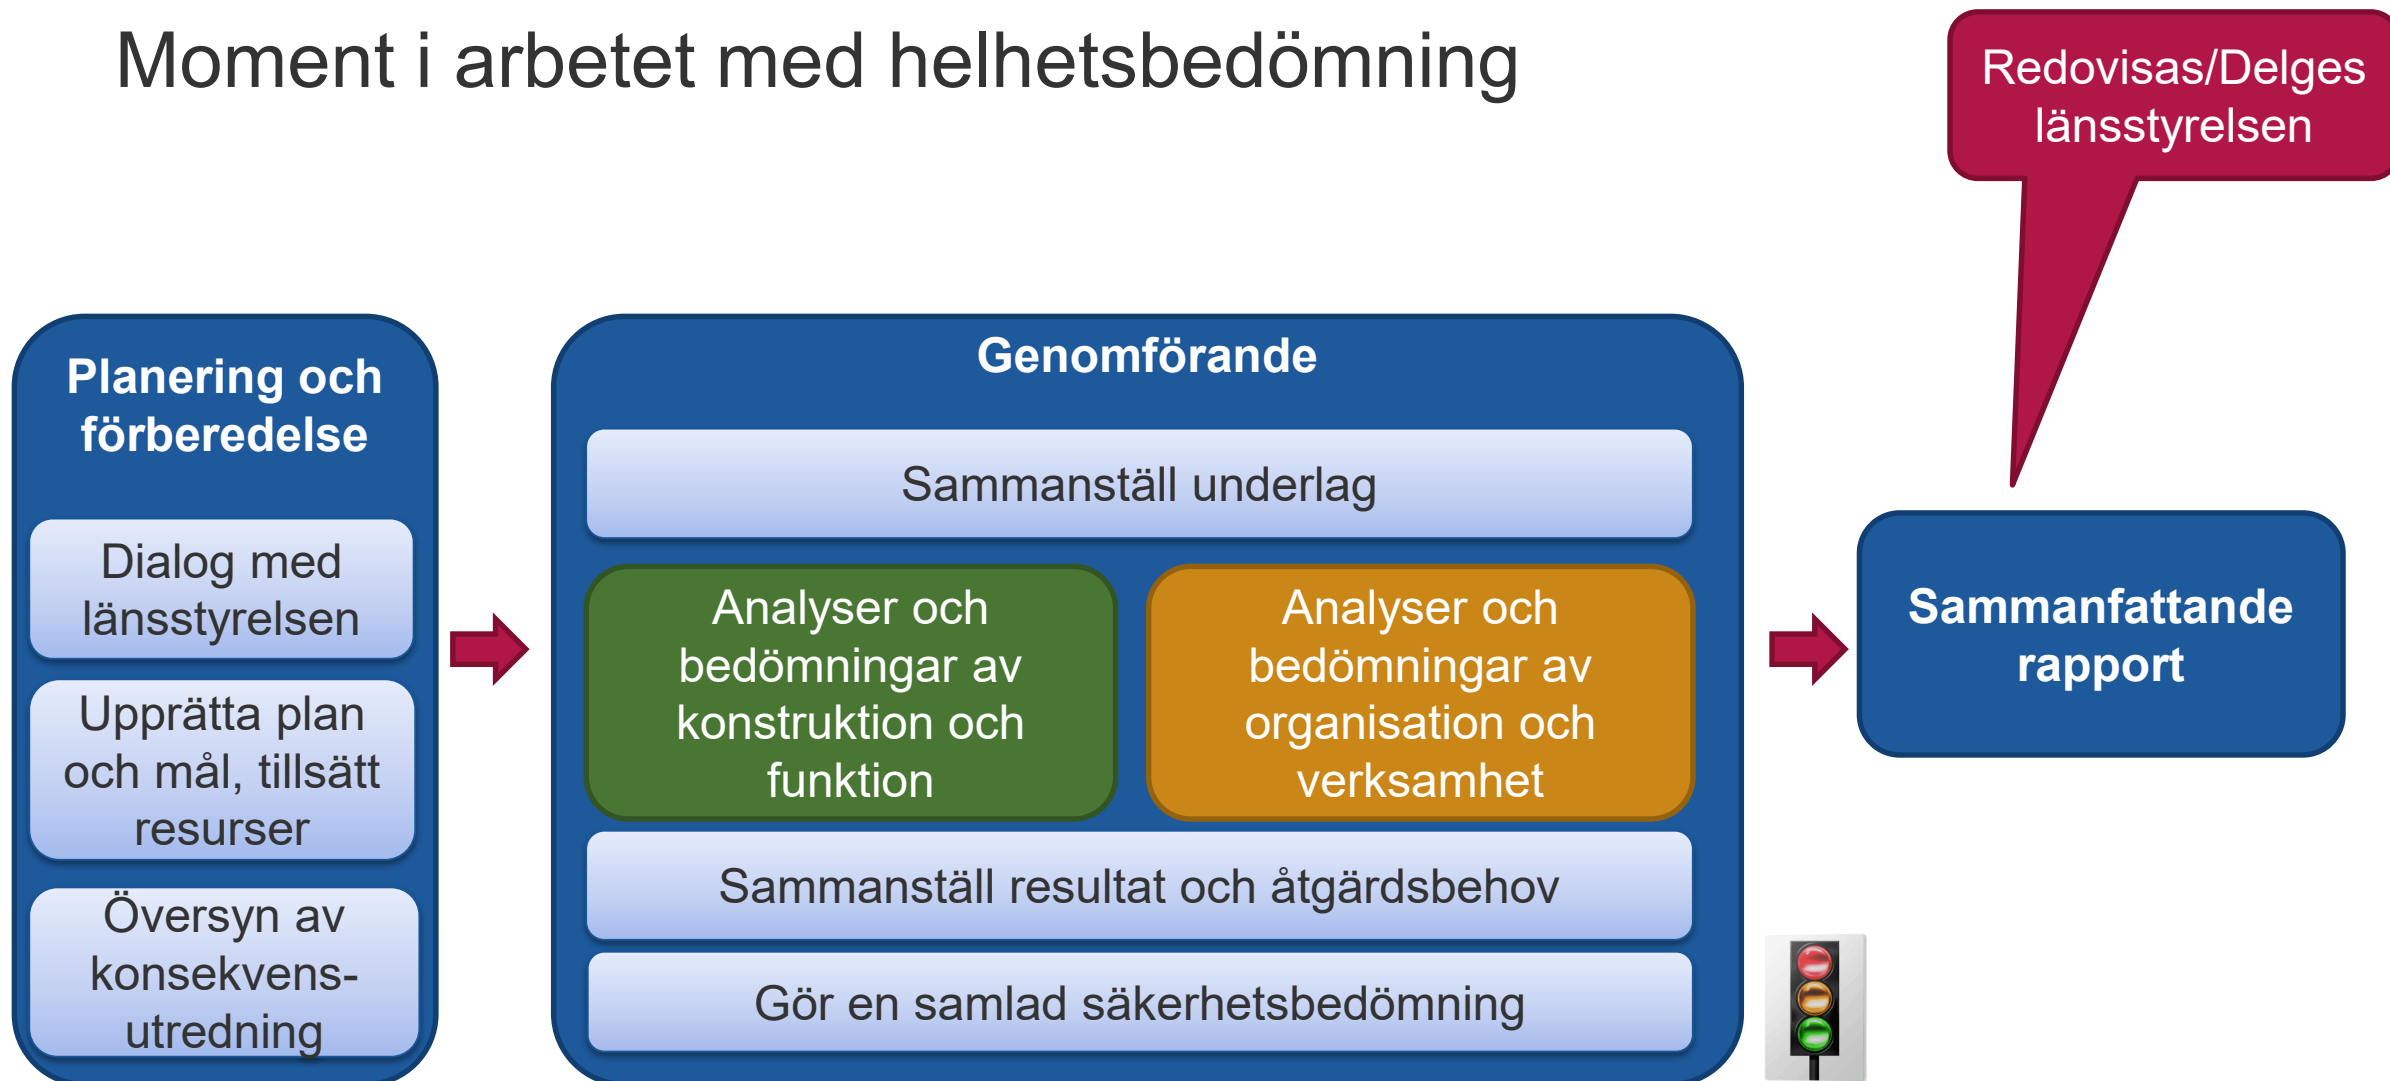 Moment i arbetet med helhetsbedömning
Redovisas/Delges
länsstyrelsen
Planering och
förberedelse
Dialog med
länsstyrelsen
Upprätta plan
och mål, tillsätt
resurser
Översyn av
konsekvens-
utredning
Genomförande
Sammanställ underlag
Analyser och
bedömningar av
konstruktion och
funktion
Analyser och
bedömningar av
organisation och
verksamhet
Sammanställ resultat och åtgärdsbehov
Gör en samlad säkerhetsbedömning
Sammanfattande
rapport